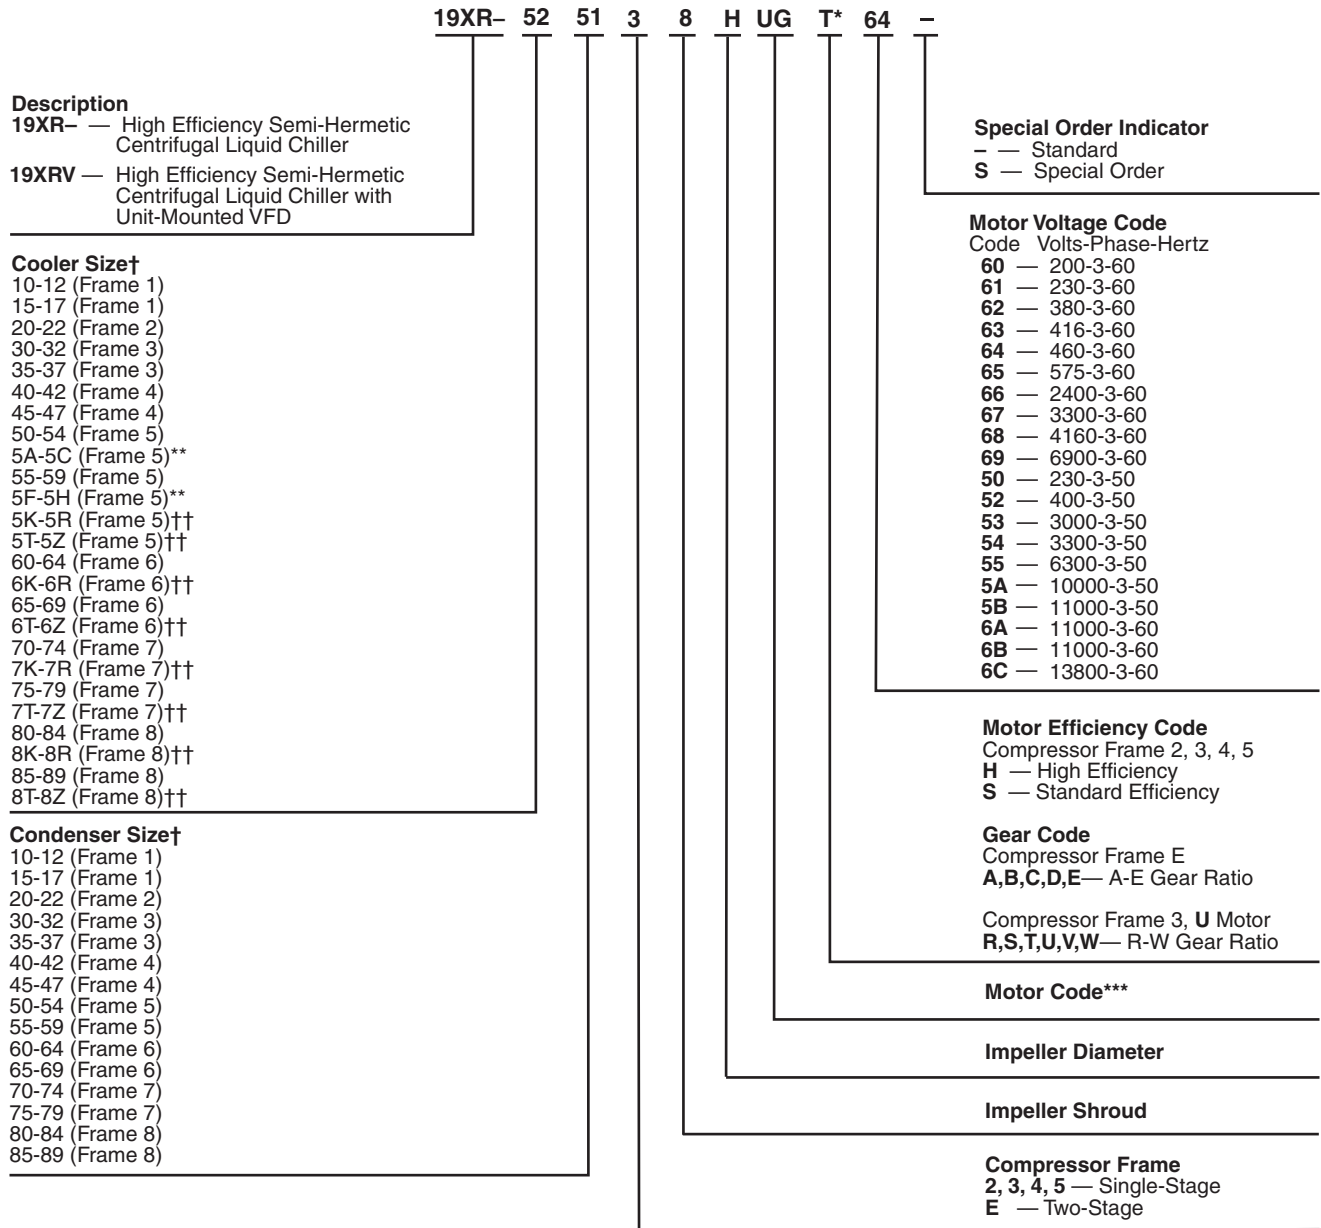 19XR– 52 51 3 8 H UG T* 64 –
Description
19XR– — High Efficiency Semi-Hermetic
Centrifugal Liquid Chiller
19XRV — High Efficiency Semi-Hermetic
Centrifugal Liquid Chiller with
Unit-Mounted VFD
Cooler Size†
10-12 (Frame 1)
15-17 (Frame 1)
20-22 (Frame 2)
30-32 (Frame 3)
35-37 (Frame 3)
40-42 (Frame 4)
45-47 (Frame 4)
50-54 (Frame 5)
5A-5C (Frame 5)**
55-59 (Frame 5)
5F-5H (Frame 5)**
5K-5R (Frame 5)††
5T-5Z (Frame 5)††
60-64 (Frame 6)
6K-6R (Frame 6)††
65-69 (Frame 6)
6T-6Z (Frame 6)††
70-74 (Frame 7)
7K-7R (Frame 7)††
75-79 (Frame 7)
7T-7Z (Frame 7)††
80-84 (Frame 8)
8K-8R (Frame 8)††
85-89 (Frame 8)
8T-8Z (Frame 8)††
Condenser Size†
10-12 (Frame 1)
15-17 (Frame 1)
20-22 (Frame 2)
30-32 (Frame 3)
35-37 (Frame 3)
40-42 (Frame 4)
45-47 (Frame 4)
50-54 (Frame 5)
55-59 (Frame 5)
60-64 (Frame 6)
65-69 (Frame 6)
70-74 (Frame 7)
75-79 (Frame 7)
80-84 (Frame 8)
85-89 (Frame 8)
Special Order Indicator
– — Standard
S — Special Order
Motor Voltage Code
Code Volts-Phase-Hertz
60 — 200-3-60
61 — 230-3-60
62 — 380-3-60
63 — 416-3-60
64 — 460-3-60
65 — 575-3-60
66 — 2400-3-60
67 — 3300-3-60
68 — 4160-3-60
69 — 6900-3-60
50 — 230-3-50
52 — 400-3-50
53 — 3000-3-50
54 — 3300-3-50
55 — 6300-3-50
5A — 10000-3-50
5B — 11000-3-50
6A — 11000-3-60
6B — 11000-3-60
6C — 13800-3-60
Motor Efficiency Code
Compressor Frame 2, 3, 4, 5
H — High Efficiency
S — Standard Efficiency
Gear Code
Compressor Frame E
A,B,C,D,E— A-E Gear Ratio
Compressor Frame 3, U Motor
R,S,T,U,V,W— R-W Gear Ratio
Motor Code***
Impeller Diameter
Impeller Shroud
Compressor Frame
2, 3, 4, 5 — Single-Stage
E — Two-Stage